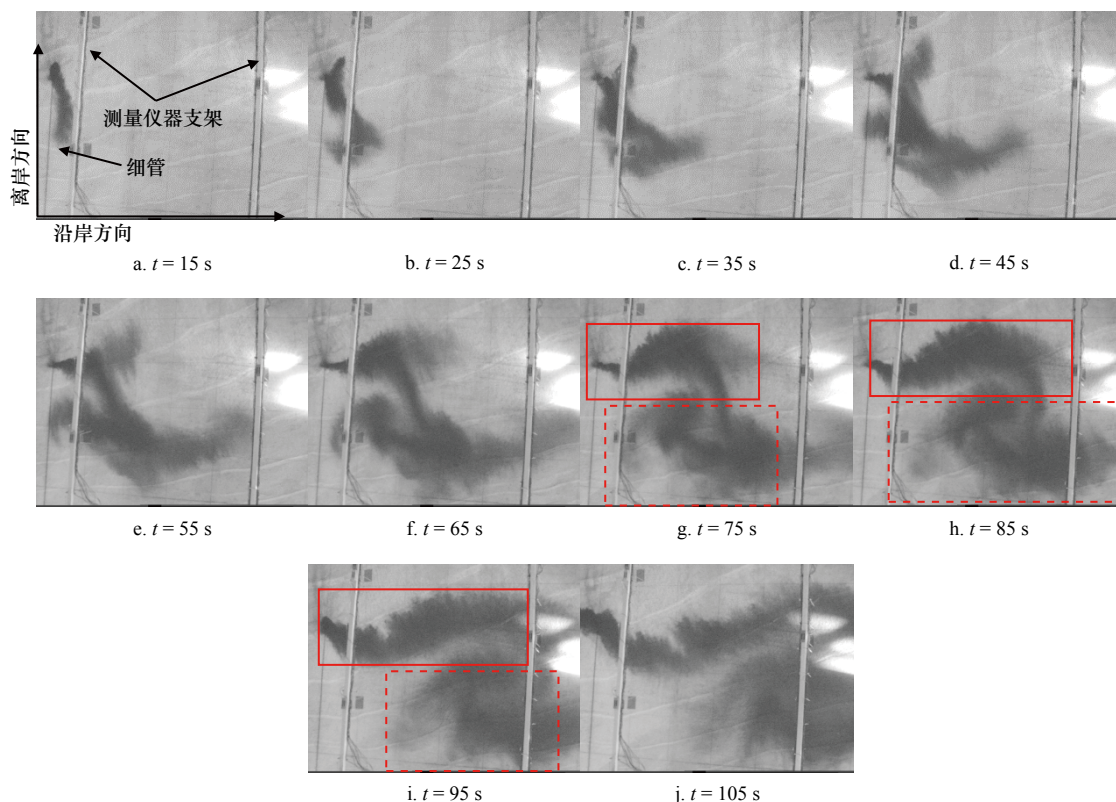 离岸方向
测量仪器支架
细管
沿岸方向
a. t = 15 s
b. t = 25 s
c. t = 35 s
d. t = 45 s
e. t = 55 s
f. t = 65 s
g. t = 75 s
h. t = 85 s
i. t = 95 s
j. t = 105 s